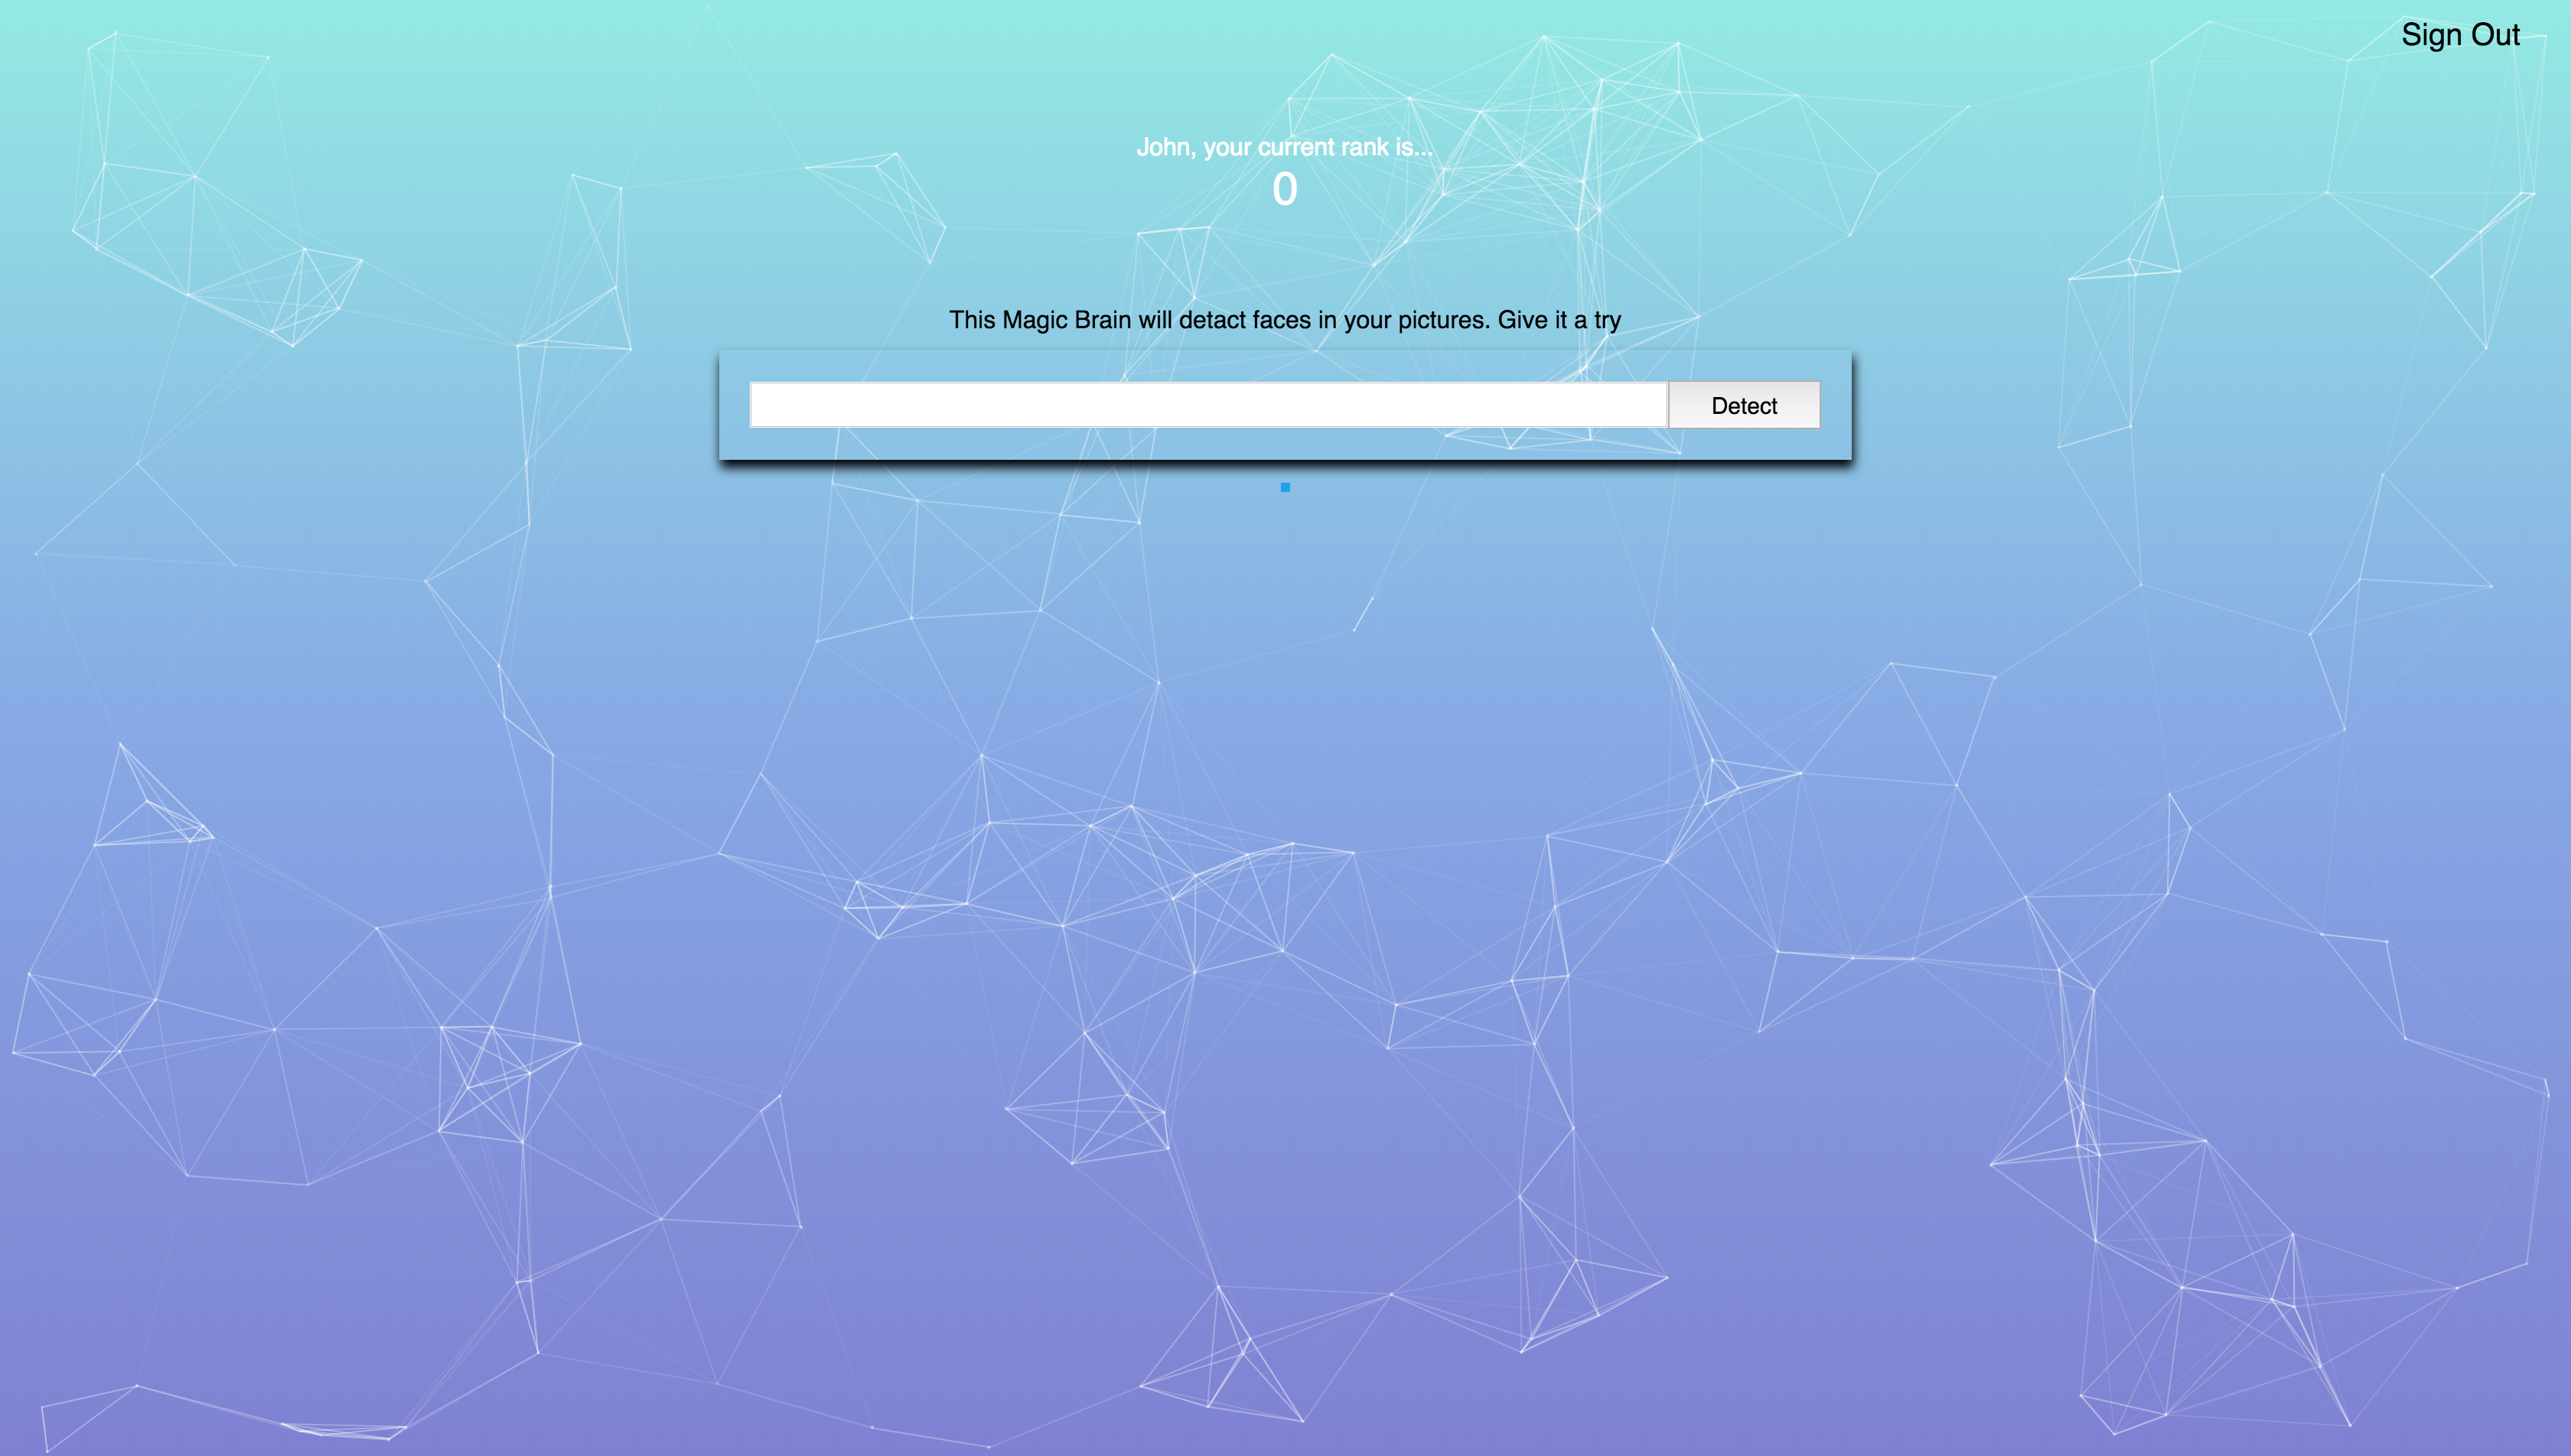 Sign Out
John, your current rank is...
0
This Magic Brain will detact faces in your pictures. Give it a try
Detect